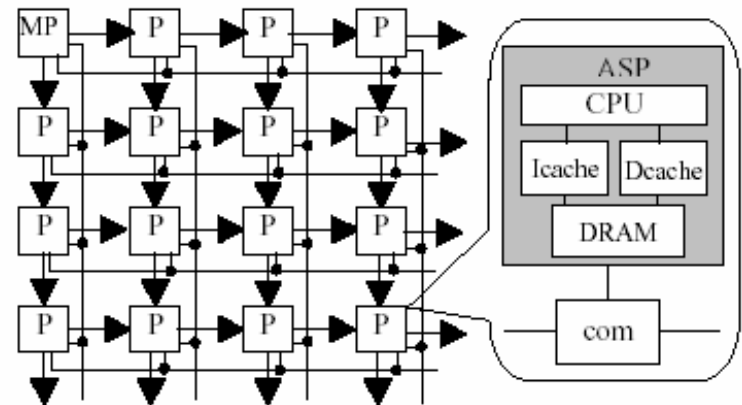 MP P P P
P P P P
P P P P
P P P P
ASP
CPU
Icache Dcache
DRAM
com